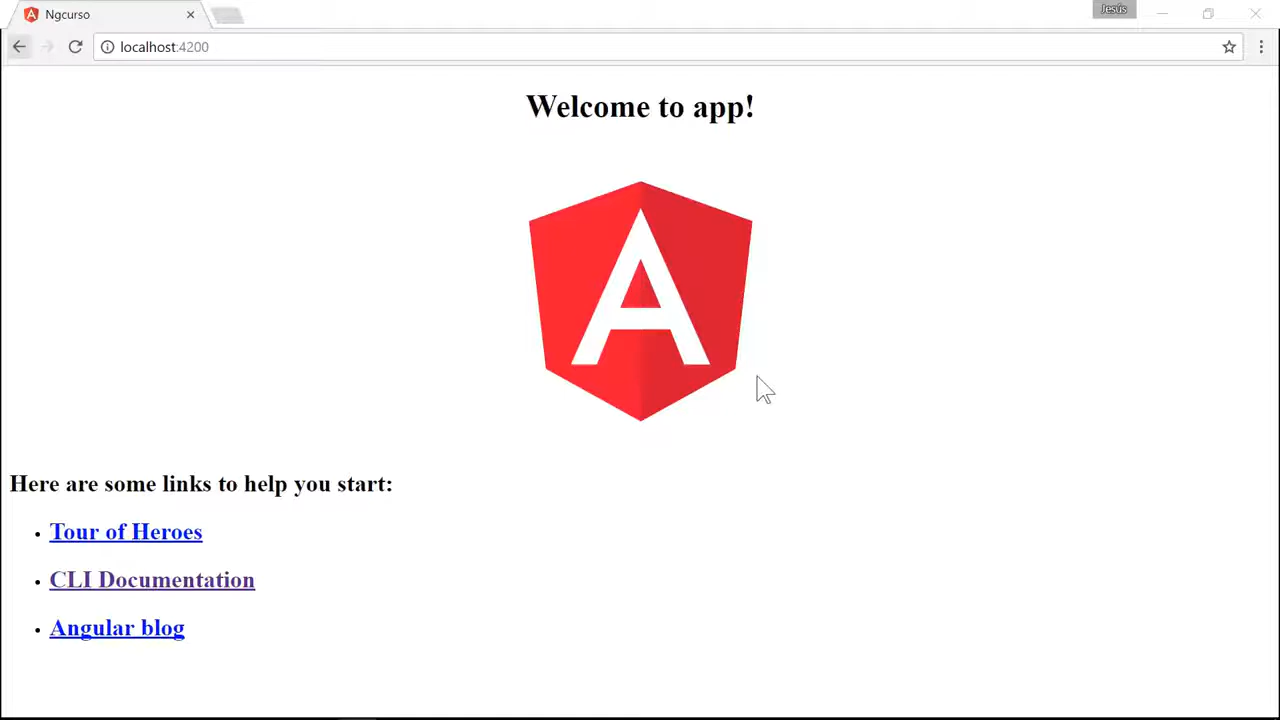 Ngcurso
Jesús
localhost:4200
Welcome to app!
A
Here are some links to help you start:
Tour of Heroes
CLI Documentation
Angular blog